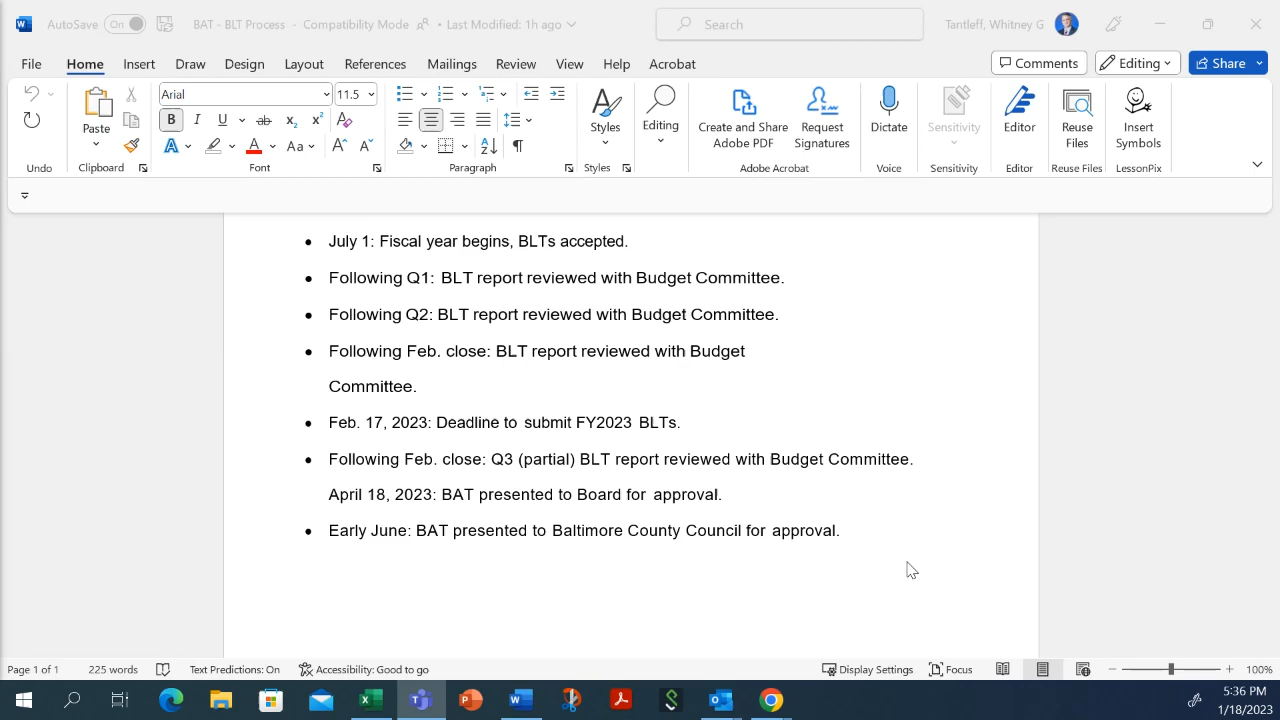 AutoSave On BAT - BLT Process - Compatibility Mode • Last Modified: 1h ago Search Tantleff, Whitney G
File Home Insert Draw Design Layout References Mailings Review View Help Acrobat Comments Editing Share
Arial 11.5
Paste
B I U ab x₂ x² A
A A Aa A A
Styles
Editing
Create and Share Adobe PDF
Request Signatures
Dictate
Sensitivity
Editor
Reuse Files
Insert Symbols
Undo Clipboard Font Paragraph Styles Adobe Acrobat Voice Sensitivity Editor Reuse Files LessonPix
• July 1: Fiscal year begins, BLTs accepted.
• Following Q1: BLT report reviewed with Budget Committee.
• Following Q2: BLT report reviewed with Budget Committee.
• Following Feb. close: BLT report reviewed with Budget
Committee.
• Feb. 17, 2023: Deadline to submit FY2023 BLTs.
• Following Feb. close: Q3 (partial) BLT report reviewed with Budget Committee.
April 18, 2023: BAT presented to Board for approval.
• Early June: BAT presented to Baltimore County Council for approval.
Page 1 of 1 225 words Text Predictions: On Accessibility: Good to go Display Settings Focus 100%
5:36 PM
1/18/2023